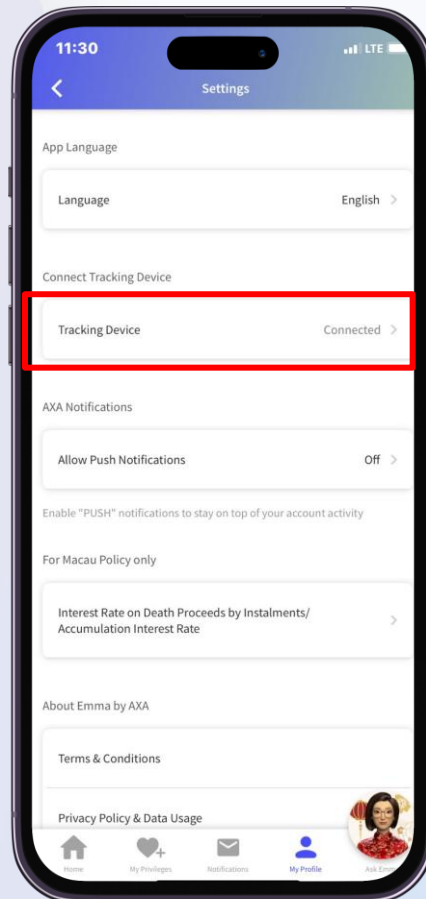 11:30
LTE
Settings
App Language
Language English
Connect Tracking Device
Tracking Device Connected
AXA Notifications
Allow Push Notifications Off
Enable "PUSH" notifications to stay on top of your account activity
For Macau Policy only
Interest Rate on Death Proceeds by Instalments/
Accumulation Interest Rate
About Emma by AXA
Terms & Conditions
Privacy Policy & Data Usage
Home My Privileges Notifications My Profile Ask Emma